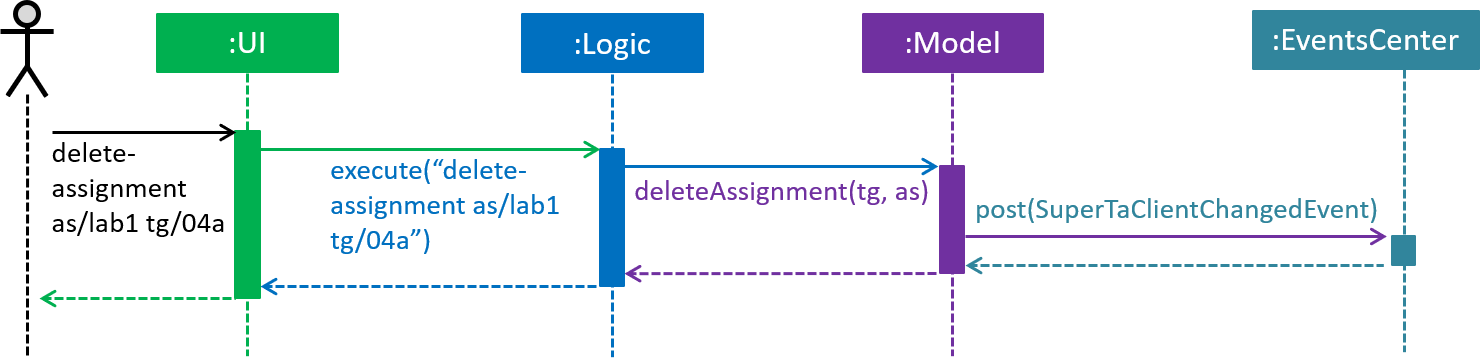 :UI
:Logic
:Model
:EventsCenter
delete-
assignment
as/lab1 tg/04a
execute(“delete-
assignment as/lab1
tg/04a”)
deleteAssignment(tg, as)
post(SuperTaClientChangedEvent)